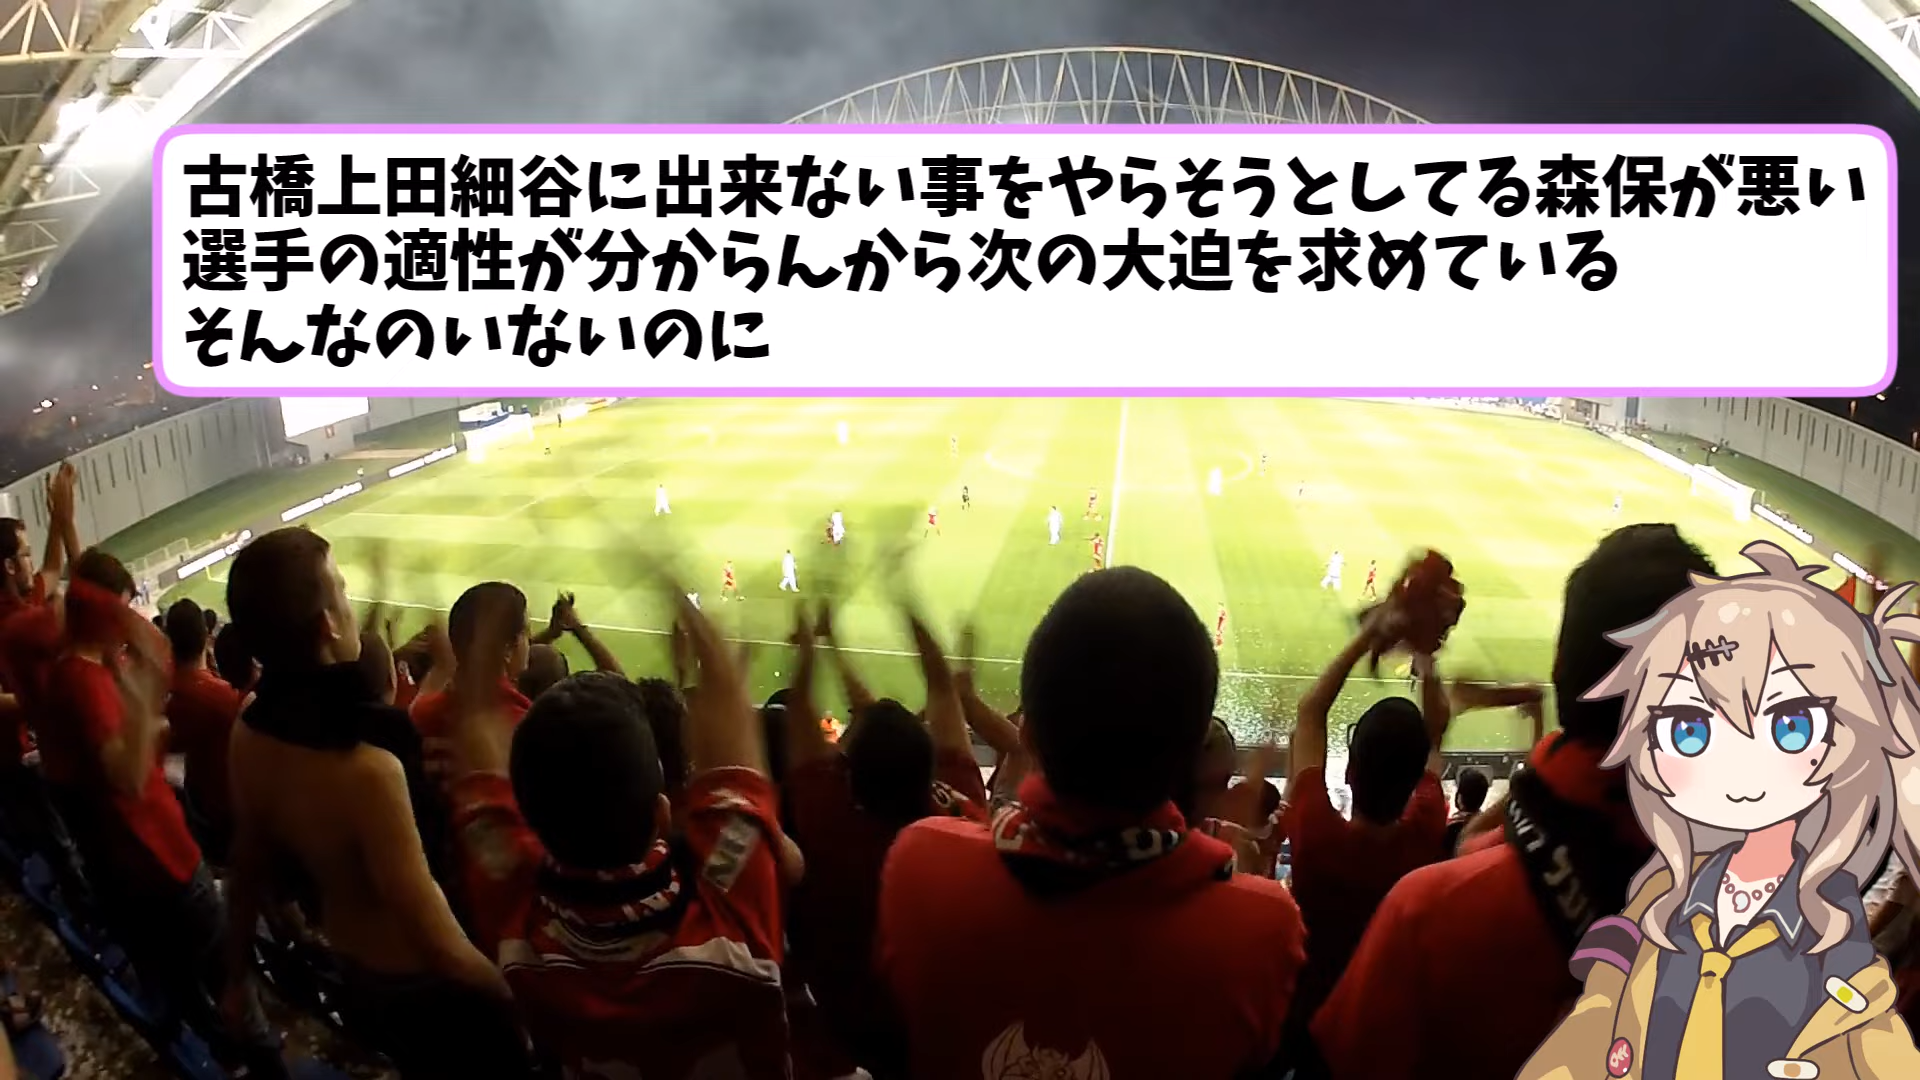 古橋上田細谷に出来ない事をやらそうとしてる森保が悪い
選手の適性が分からんから次の大迫を求めている
そんなのいないのに